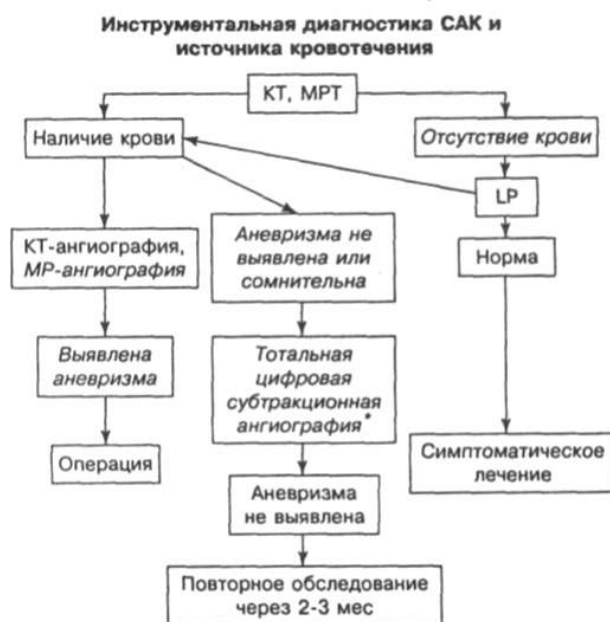 Инструментальная диагностика САК и
источника кровотечения
КТ, МРТ
Наличие крови
Отсутствие крови
LP
КТ-ангиография,
МР-ангиография
Аневризма не
выявлена или
сомнительна
Норма
Выявлена
аневризма
Тотальная
цифровая
субтракционная
ангиография*
Операция
Симптоматическое
лечение
Аневризма
не выявлена
Повторное обследование
через 2-3 мес